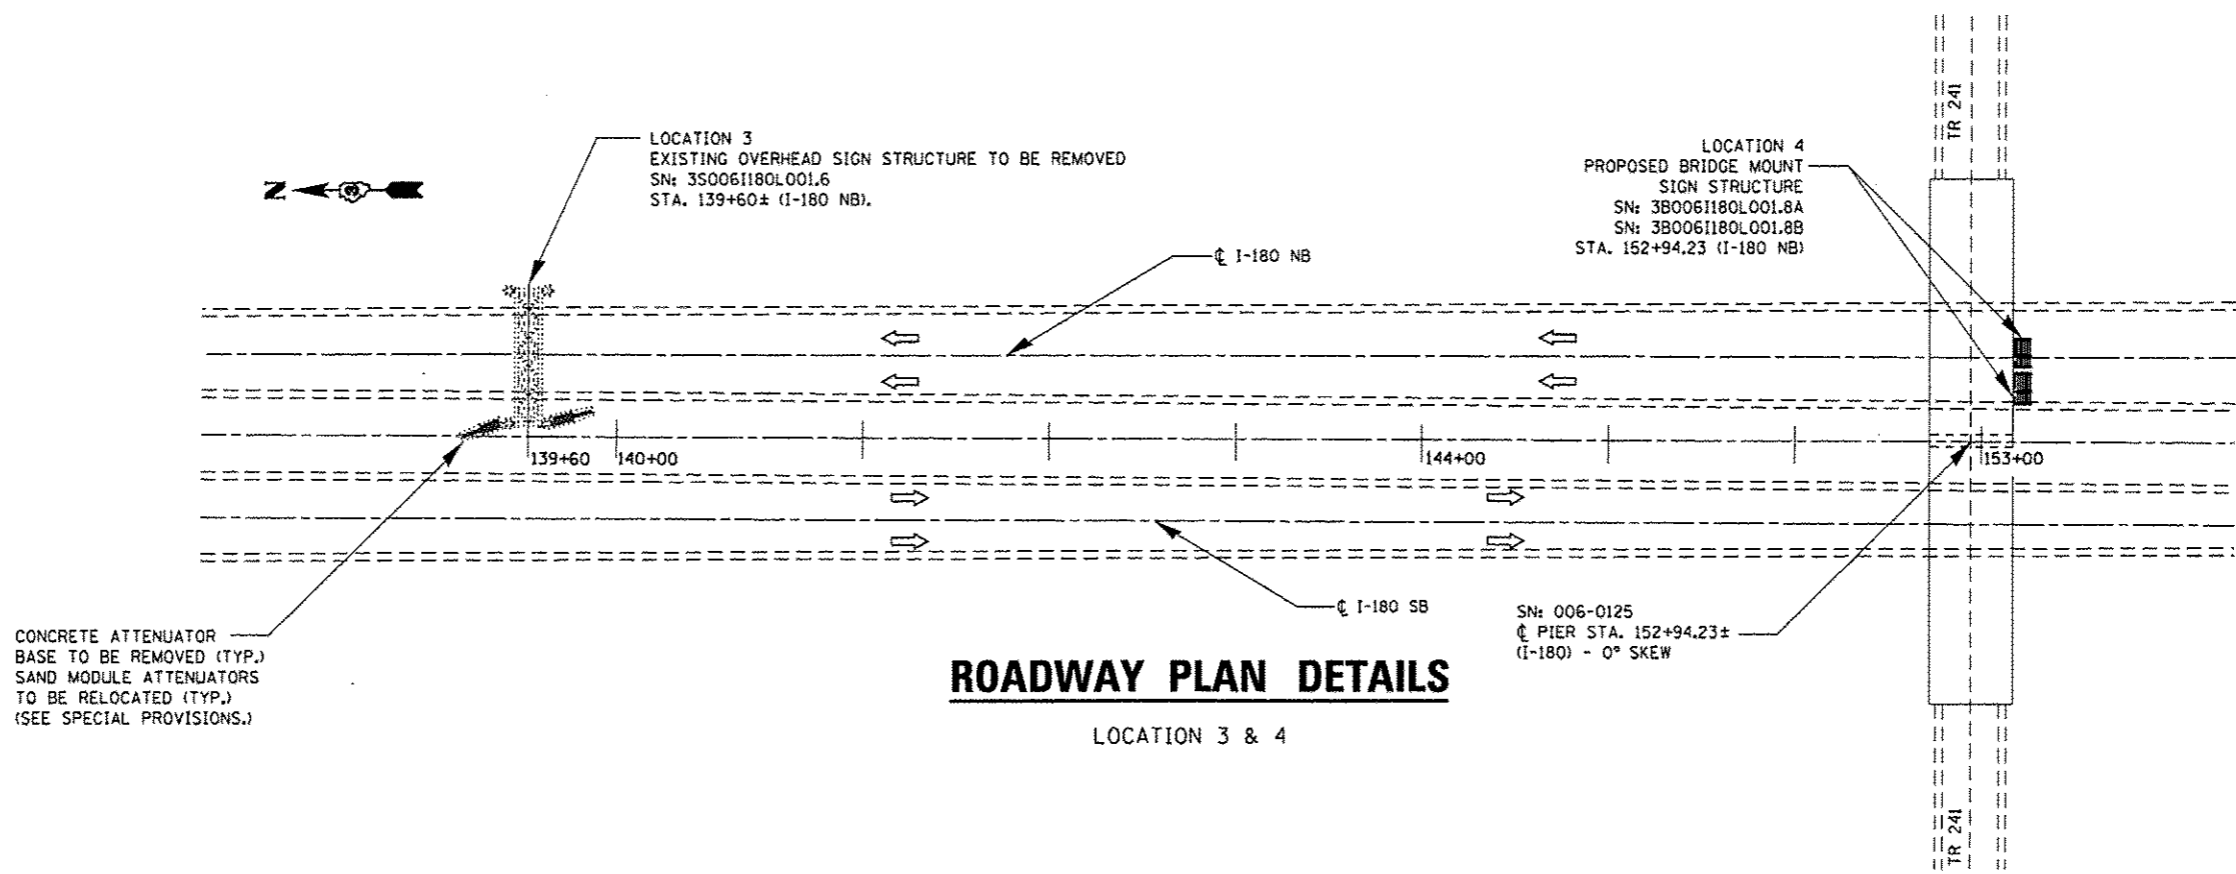 TR 241
LOCATION 3
EXISTING OVERHEAD SIGN STRUCTURE TO BE REMOVED
SN: 3S006I180L001.6
STA. 139+60± (I-180 NB).
LOCATION 4
PROPOSED BRIDGE MOUNT
SIGN STRUCTURE
SN: 3B006I180L001.8A
SN: 3B006I180L001.8B
STA. 152+94.23 (I-180 NB)
N
3
℄ I-180 NB
139+60
140+00
144+00
153+00
℄ I-180 SB
SN: 006-0125
℄ PIER STA. 152+94.23±
(I-180) - 0° SKEW
CONCRETE ATTENUATOR
BASE TO BE REMOVED (TYP.)
SAND MODULE ATTENUATORS
TO BE RELOCATED (TYP.)
(SEE SPECIAL PROVISIONS.)
ROADWAY PLAN DETAILS
LOCATION 3 & 4
TR 241